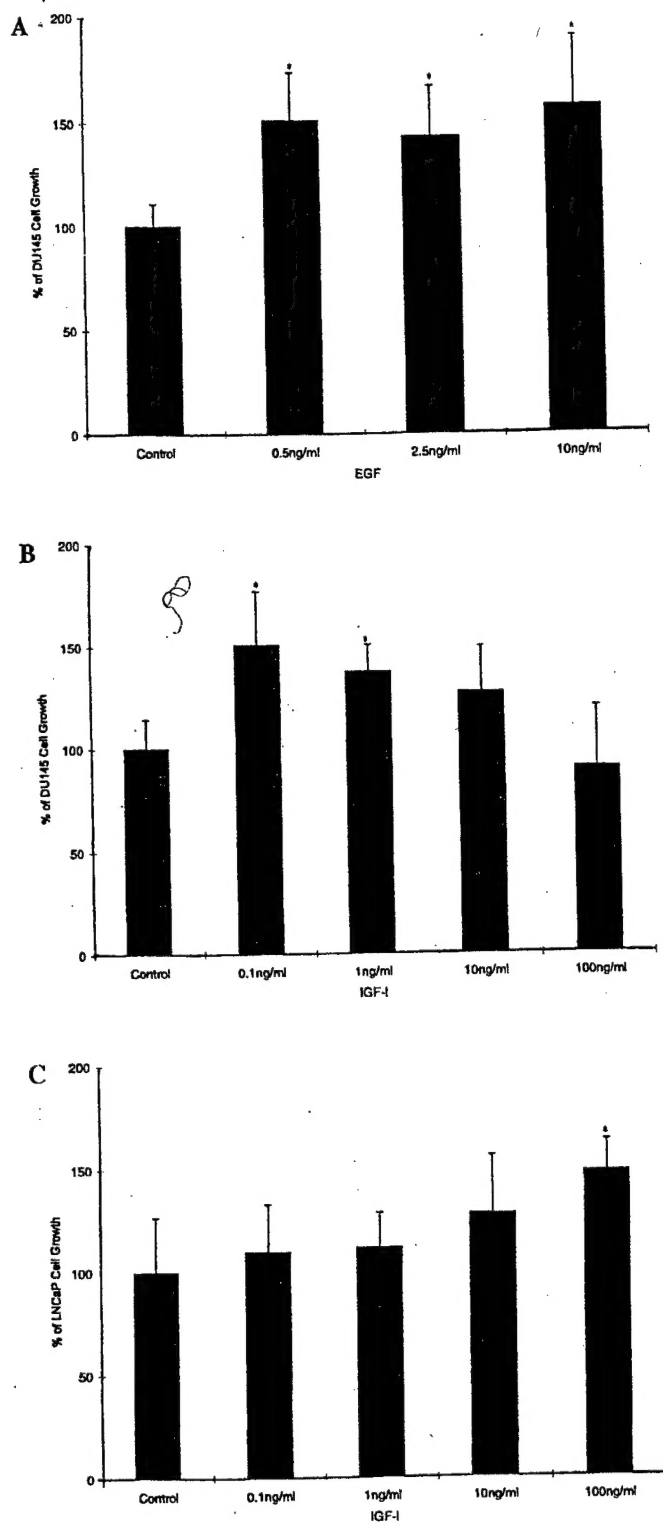 A
200
150
100
50
0
% of DU145 Cell Growth
*
*
*
Control
0.5ng/ml
2.5ng/ml
10ng/ml
EGF
B
200
150
100
50
0
% of DU145 Cell Growth
*
*
Control
0.1ng/ml
1ng/ml
10ng/ml
100ng/ml
IGF-I
C
200
150
100
50
0
% of LNCaP Cell Growth
*
Control
0.1ng/ml
1ng/ml
10ng/ml
100ng/ml
IGF-I